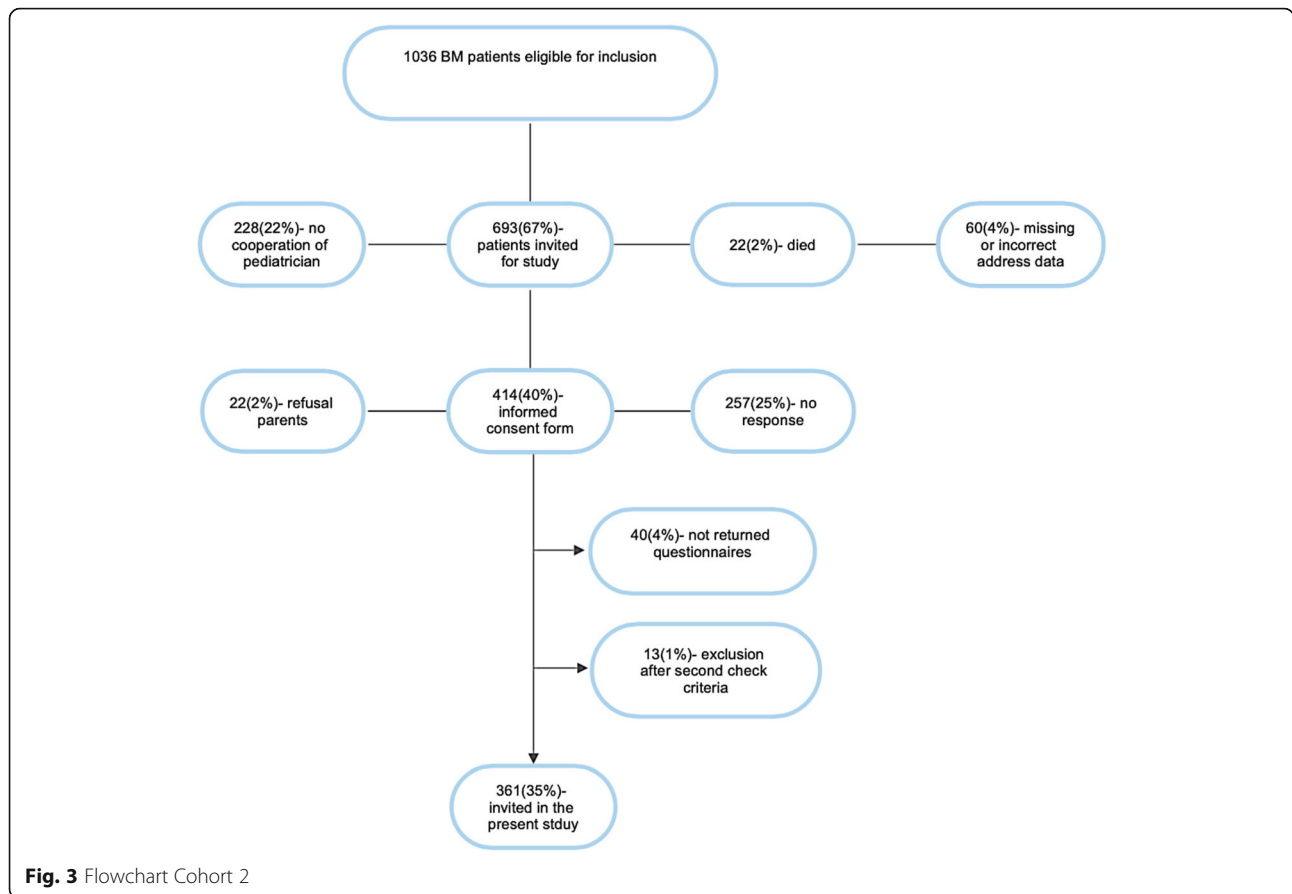 1036 BM patients eligible for inclusion
228(22%)- no
cooperation of
pediatrician
693(67%)-
patients invited
for study
22(2%)- died
60(4%)- missing
or incorrect
address data
22(2%)- refusal
parents
414(40%)-
informed
consent form
257(25%)- no
response
40(4%)- not returned
questionnaires
13(1%)- exclusion
after second check
criteria
361(35%)-
invited in the
present stduy
Fig. 3 Flowchart Cohort 2